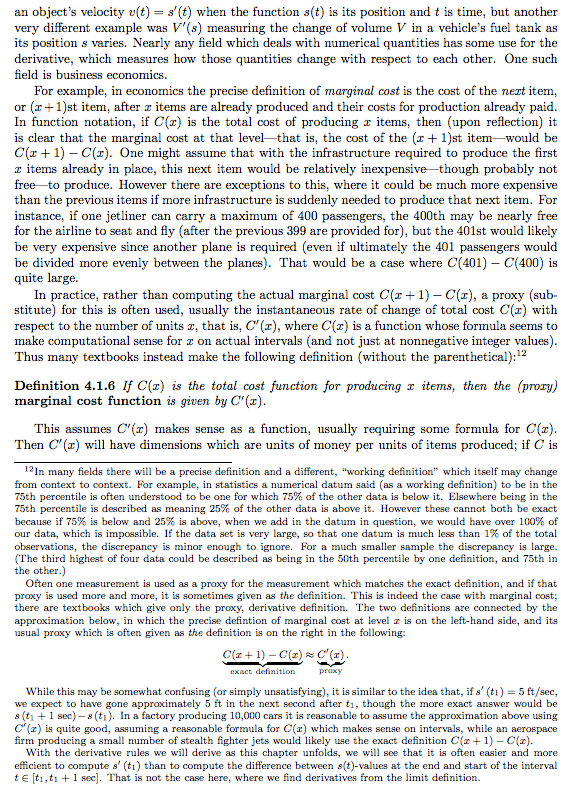 an object's velocity v(t) = s′(t) when the function s(t) is its position and t is time, but another
very different example was V′(s) measuring the change of volume V in a vehicle's fuel tank as
its position s varies. Nearly any field which deals with numerical quantities has some use for the
derivative, which measures how those quantities change with respect to each other. One such
field is business economics.
For example, in economics the precise definition of marginal cost is the cost of the next item,
or (x+1)st item, after x items are already produced and their costs for production already paid.
In function notation, if C(x) is the total cost of producing x items, then (upon reflection) it
is clear that the marginal cost at that level—that is, the cost of the (x + 1)st item—would be
C(x + 1) − C(x). One might assume that with the infrastructure required to produce the first
x items already in place, this next item would be relatively inexpensive—though probably not
free—to produce. However there are exceptions to this, where it could be much more expensive
than the previous items if more infrastructure is suddenly needed to produce that next item. For
instance, if one jetliner can carry a maximum of 400 passengers, the 400th may be nearly free
for the airline to seat and fly (after the previous 399 are provided for), but the 401st would likely
be very expensive since another plane is required (even if ultimately the 401 passengers would
be divided more evenly between the planes). That would be a case where C(401) − C(400) is
quite large.
In practice, rather than computing the actual marginal cost C(x + 1) − C(x), a proxy (sub-
stitute) for this is often used, usually the instantaneous rate of change of total cost C(x) with
respect to the number of units x, that is, C′(x), where C(x) is a function whose formula seems to
make computational sense for x on actual intervals (and not just at nonnegative integer values).
Thus many textbooks instead make the following definition (without the parenthetical):¹²
Definition 4.1.6 If C(x) is the total cost function for producing x items, then the (proxy)
marginal cost function is given by C′(x).
This assumes C′(x) makes sense as a function, usually requiring some formula for C(x).
Then C′(x) will have dimensions which are units of money per units of items produced; if C is
¹²In many fields there will be a precise definition and a different, "working definition" which itself may change
from context to context. For example, in statistics a numerical datum said (as a working definition) to be in the
75th percentile is often understood to be one for which 75% of the other data is below it. Elsewhere being in the
75th percentile is described as meaning 25% of the other data is above it. However these cannot both be exact
because if 75% is below and 25% is above, when we add in the datum in question, we would have over 100% of
our data, which is impossible. If the data set is very large, so that one datum is much less than 1% of the total
observations, the discrepancy is minor enough to ignore. For a much smaller sample the discrepancy is large.
(The third highest of four data could be described as being in the 50th percentile by one definition, and 75th in
the other.)
Often one measurement is used as a proxy for the measurement which matches the exact definition, and if that
proxy is used more and more, it is sometimes given as the definition. This is indeed the case with marginal cost;
there are textbooks which give only the proxy, derivative definition. The two definitions are connected by the
approximation below, in which the precise defintion of marginal cost at level x is on the left-hand side, and its
usual proxy which is often given as the definition is on the right in the following:
C(x + 1) − C(x) ≈ C′(x).
exact definition proxy
While this may be somewhat confusing (or simply unsatisfying), it is similar to the idea that, if s′ (t₁) = 5 ft/sec,
we expect to have gone approximately 5 ft in the next second after t₁, though the more exact answer would be
s (t₁ + 1 sec) − s (t₁). In a factory producing 10,000 cars it is reasonable to assume the approximation above using
C′(x) is quite good, assuming a reasonable formula for C(x) which makes sense on intervals, while an aerospace
firm producing a small number of stealth fighter jets would likely use the exact definition C(x + 1) − C(x).
With the derivative rules we will derive as this chapter unfolds, we will see that it is often easier and more
efficient to compute s′ (t₁) than to compute the difference between s(t)-values at the end and start of the interval
t ∈ [t₁, t₁ + 1 sec]. That is not the case here, where we find derivatives from the limit definition.